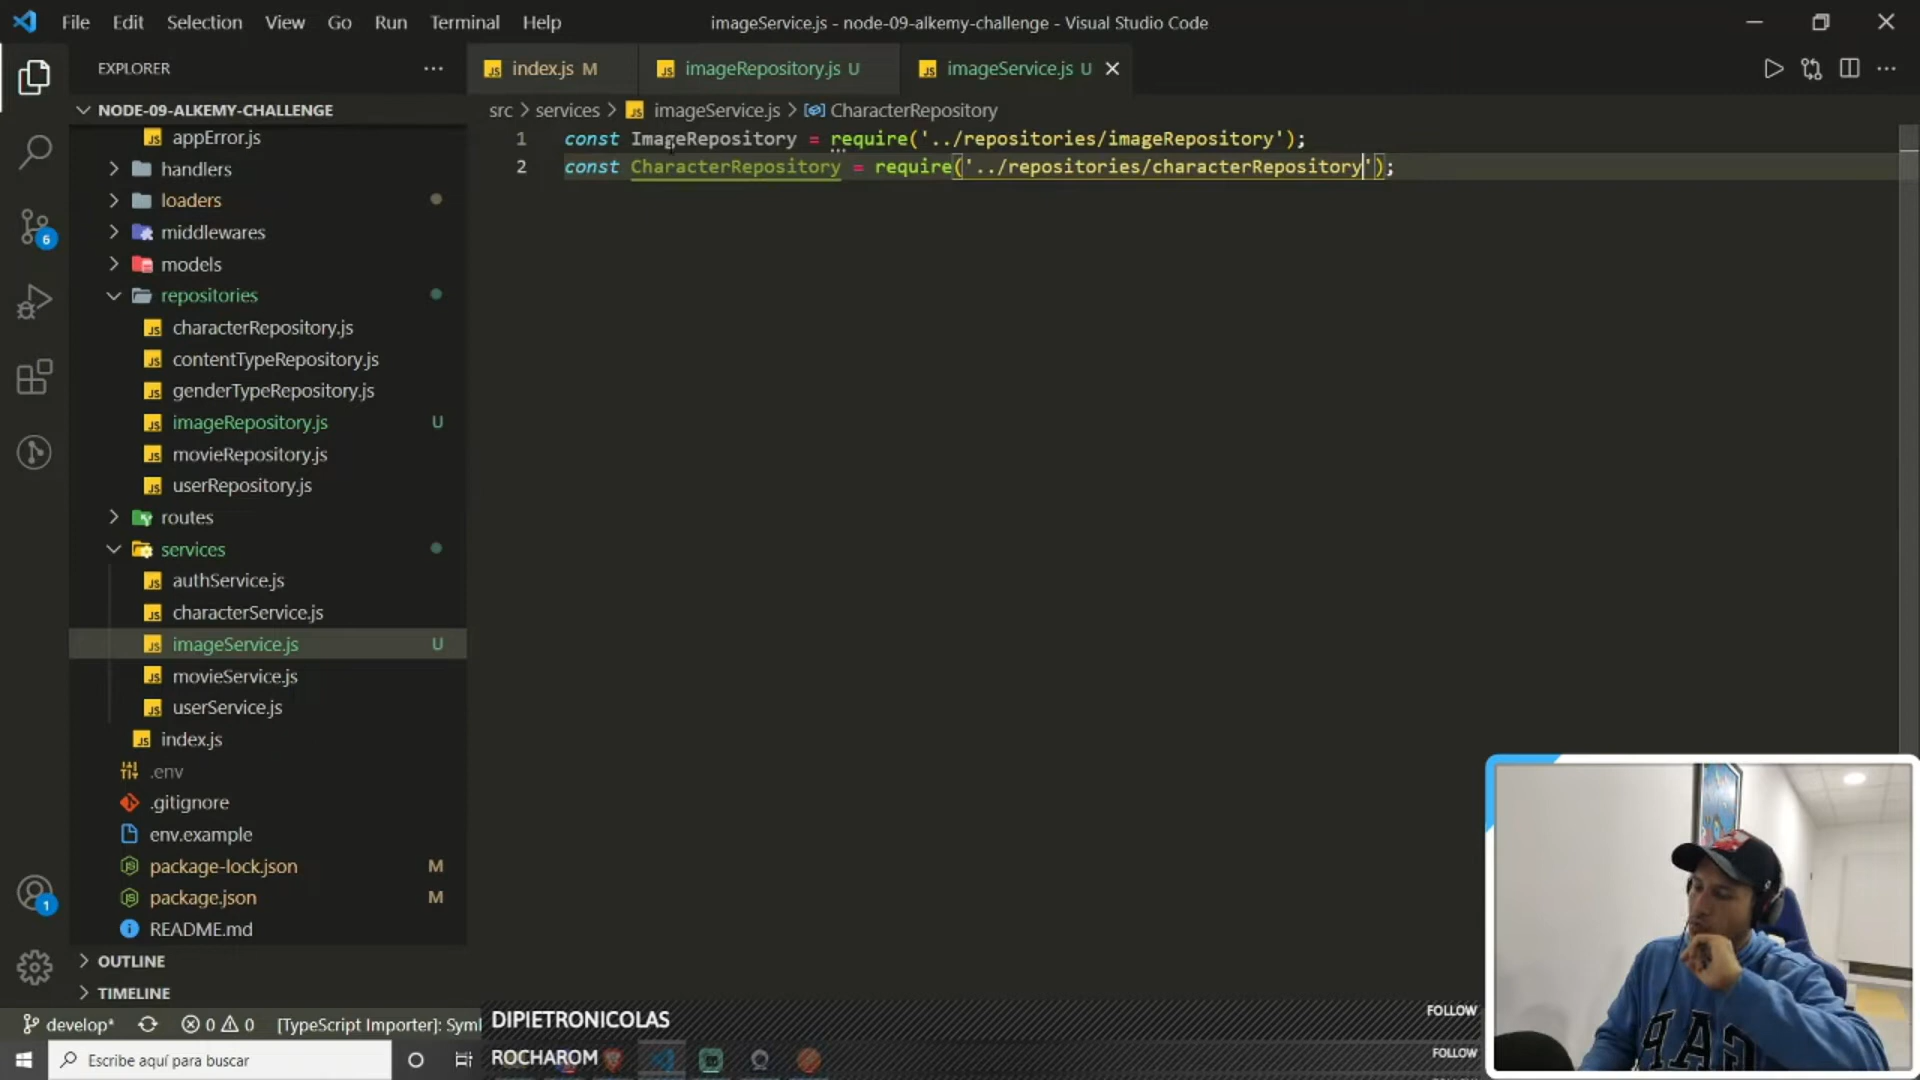 File Edit Selection View Go Run Terminal Help
imageService.js - node-09-alkemy-challenge - Visual Studio Code
EXPLORER
index.js M
imageRepository.js U
imageService.js U
NODE-09-ALKEMY-CHALLENGE
src > services > imageService.js > CharacterRepository
appError.js
1 const ImageRepository = require('../repositories/imageRepository');
handlers
2 const CharacterRepository = require('../repositories/characterRepository');
loaders
middlewares
models
repositories
characterRepository.js
contentTypeRepository.js
genderTypeRepository.js
imageRepository.js U
movieRepository.js
userRepository.js
routes
services
authService.js
characterService.js
imageService.js U
movieService.js
userService.js
index.js
.env
.gitignore
env.example
package-lock.json M
package.json M
README.md
OUTLINE
TIMELINE
6
1
develop* 0 0 [TypeScript Importer]: Syml
DIPIETRONICOLAS FOLLOW
Escribe aquí para buscar
ROCHAROM FOLLOW
GAP